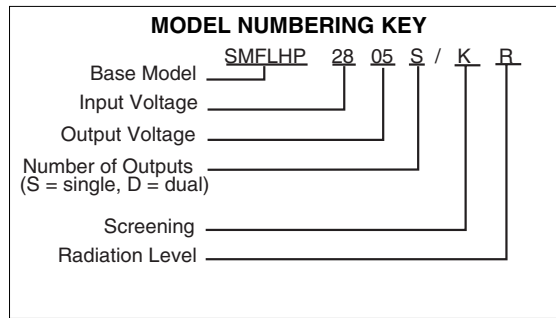 MODEL NUMBERING KEY
SMFLHP 28 05 S / K R
Base Model
Input Voltage
Output Voltage
Number of Outputs
(S = single, D = dual)
Screening
Radiation Level